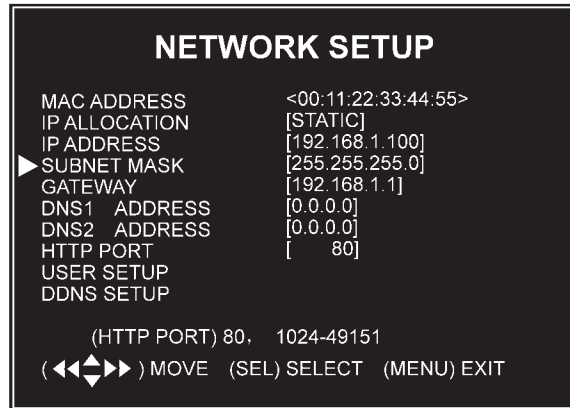 NETWORK SETUP
MAC ADDRESS <00:11:22:33:44:55>
IP ALLOCATION [STATIC]
IP ADDRESS [192.168.1.100]
SUBNET MASK [255.255.255.0]
GATEWAY [192.168.1.1]
DNS1 ADDRESS [0.0.0.0]
DNS2 ADDRESS [0.0.0.0]
HTTP PORT [ 80]
USER SETUP
DDNS SETUP
(HTTP PORT) 80, 1024-49151
( ◀◀▲▼▶▶ ) MOVE (SEL) SELECT (MENU) EXIT